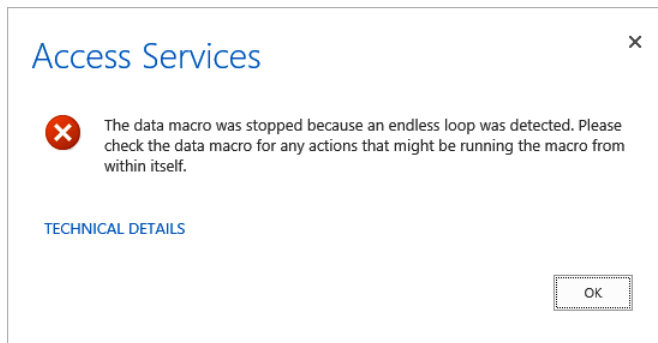 Access Services
The data macro was stopped because an endless loop was detected. Please
check the data macro for any actions that might be running the macro from
within itself.
TECHNICAL DETAILS
OK